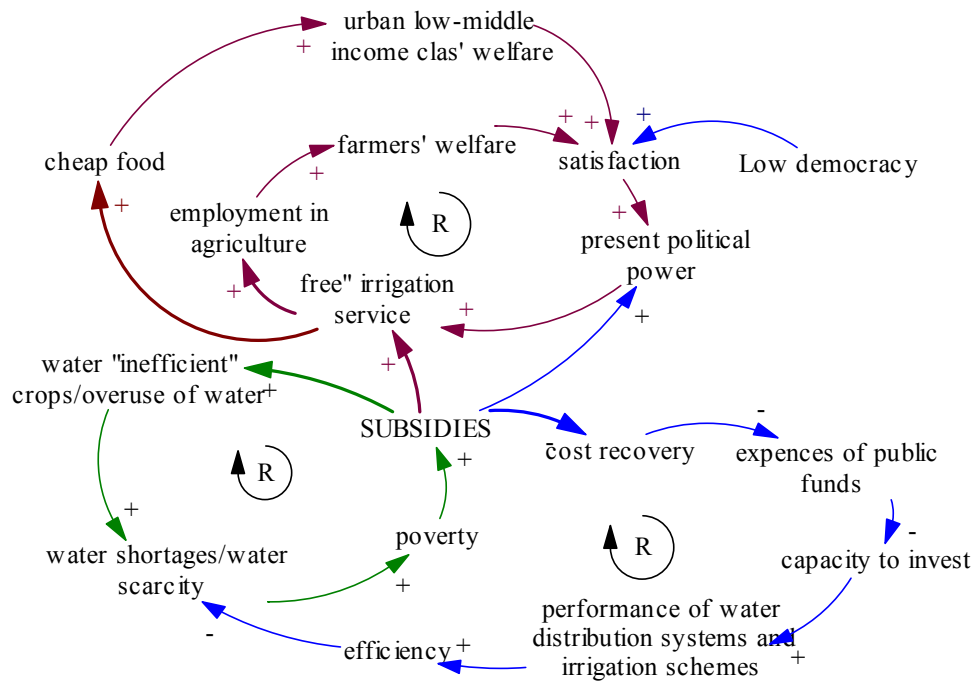 urban low-middle
income clas' welfare
+
+
+
+
farmers' welfare
cheap food
satisfaction
Low democracy
+
+
employment in
agriculture
R
+
present political
power
free" irrigation
service
+
+
+
water "inefficient"
crops/overuse of water
+
+
SUBSIDIES
-
-
cost recovery
expences of public
funds
+
R
+
poverty
-
capacity to invest
R
water shortages/water
scarcity
+
performance of water
distribution systems and
irrigation schemes
+
-
efficiency
+